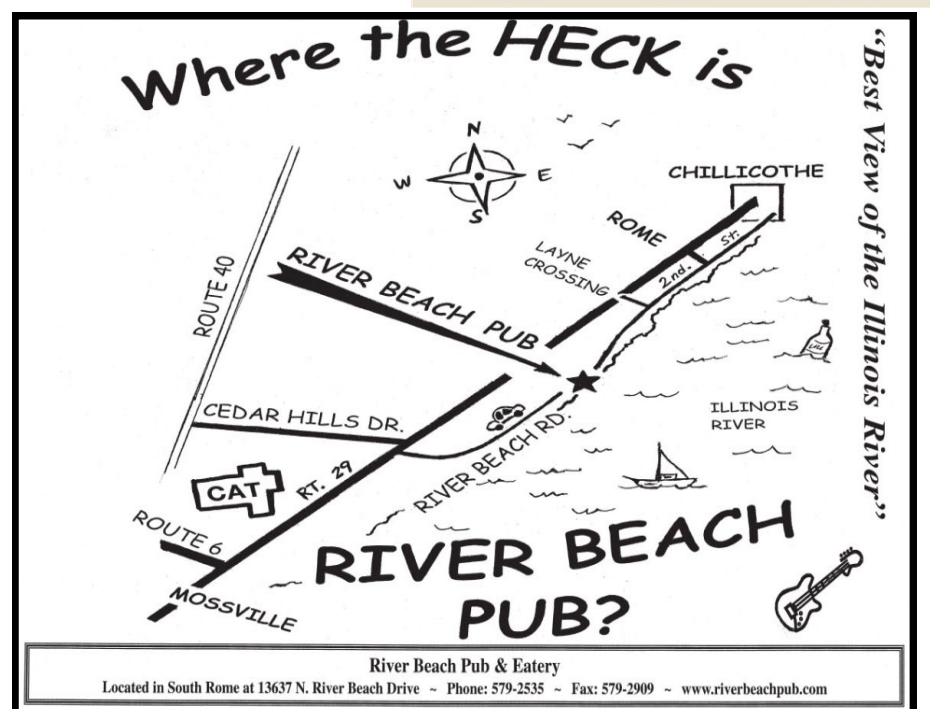 Where the HECK is
"Best View of the Illinois River"
N
W
E
S
CHILLICOTHE
ROME
LAYNE
CROSSING
2nd. St.
ROUTE 40
RIVER BEACH PUB
CEDAR HILLS DR.
ILLINOIS
RIVER
RIVER BEACH RD.
CAT
RT. 29
ROUTE 6
MOSSVILLE
RIVER BEACH
PUB?
River Beach Pub & Eatery
Located in South Rome at 13637 N. River Beach Drive ~ Phone: 579-2535 ~ Fax: 579-2909 ~ www.riverbeachpub.com